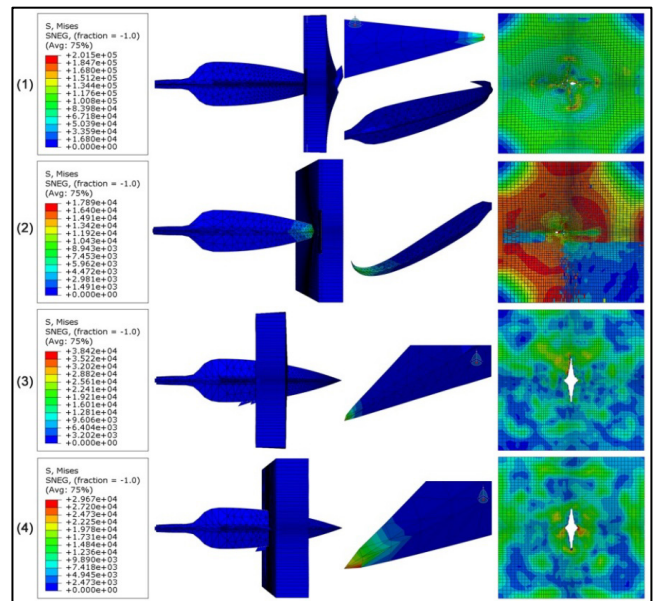 (1)
S, Mises
SNEG, (fraction = -1.0)
(Avg: 75%)
+2.015e+05
+1.847e+05
+1.680e+05
+1.512e+05
+1.344e+05
+1.176e+05
+1.008e+05
+8.398e+04
+6.718e+04
+5.039e+04
+3.359e+04
+1.680e+04
+0.000e+00
(2)
S, Mises
SNEG, (fraction = -1.0)
(Avg: 75%)
+1.789e+04
+1.640e+04
+1.491e+04
+1.342e+04
+1.192e+04
+1.043e+04
+8.943e+03
+7.453e+03
+5.962e+03
+4.472e+03
+2.981e+03
+1.491e+03
+0.000e+00
(3)
S, Mises
SNEG, (fraction = -1.0)
(Avg: 75%)
+3.842e+04
+3.522e+04
+3.202e+04
+2.882e+04
+2.561e+04
+2.241e+04
+1.921e+04
+1.601e+04
+1.281e+04
+9.606e+03
+6.404e+03
+3.202e+03
+0.000e+00
(4)
S, Mises
SNEG, (fraction = -1.0)
(Avg: 75%)
+2.967e+04
+2.720e+04
+2.473e+04
+2.225e+04
+1.978e+04
+1.731e+04
+1.484e+04
+1.236e+04
+9.890e+03
+7.418e+03
+4.945e+03
+2.473e+03
+0.000e+00